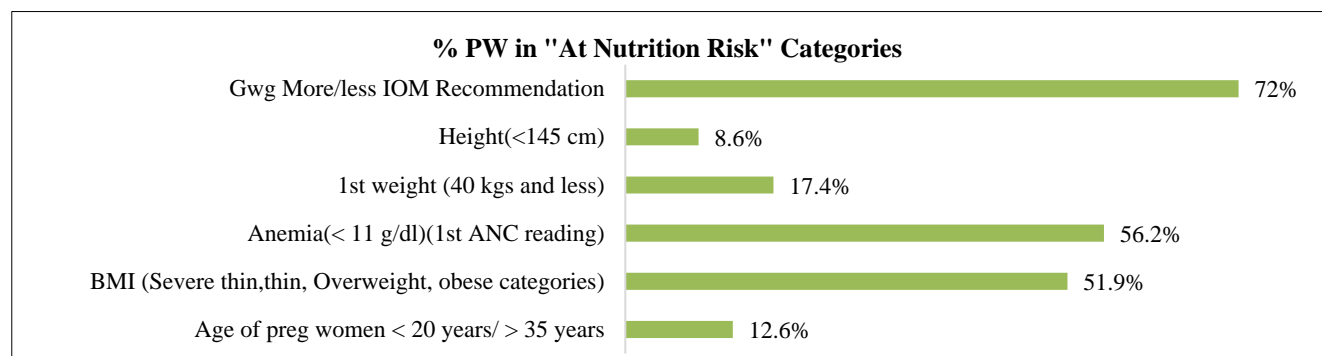 % PW in "At Nutrition Risk" Categories
Gwg More/less IOM Recommendation 72%
Height(<145 cm) 8.6%
1st weight (40 kgs and less) 17.4%
Anemia(< 11 g/dl)(1st ANC reading) 56.2%
BMI (Severe thin,thin, Overweight, obese categories) 51.9%
Age of preg women < 20 years/ > 35 years 12.6%